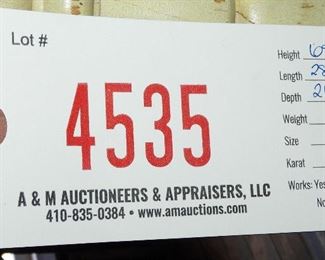 Lot #
4535
A & M AUCTIONEERS & APPRAISERS, LLC
410-835-0384 • www.amauctions.com
Height
Length 28
Depth
Weight
Size
Karat
Works: Yes
No